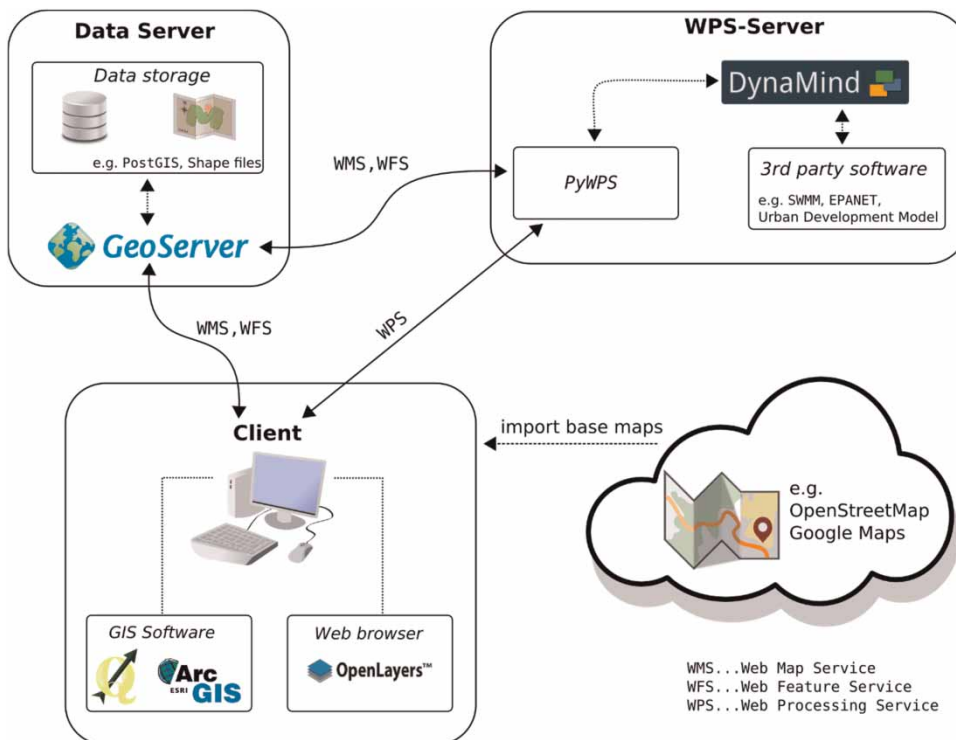 Data Server
Data storage
e.g. PostGIS, Shape files
GeoServer
WMS,WFS
WPS-Server
DynaMind
PyWPS
3rd party software
e.g. SWMM, EPANET,
Urban Development Model
WMS,WFS
WPS
Client
import base maps
e.g.
OpenStreetMap
Google Maps
GIS Software
Q
Arc
ESRI
GIS
Web browser
OpenLayers™
WMS...Web Map Service
WFS...Web Feature Service
WPS...Web Processing Service